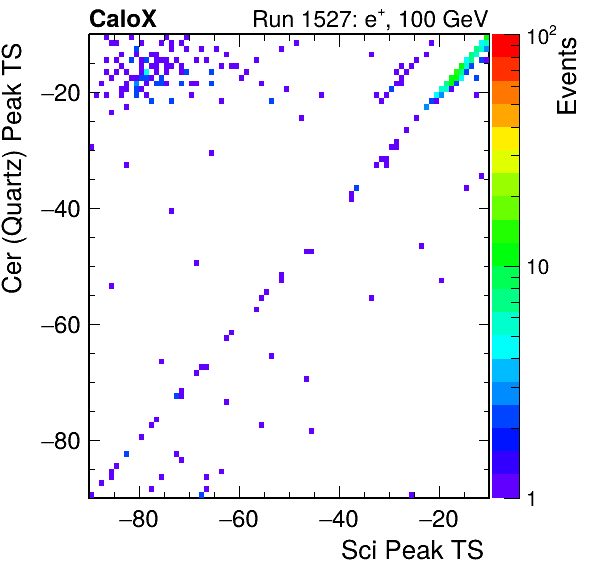 CaloX Run 1527: e⁺, 100 GeV
Cer (Quartz) Peak TS
−20
−40
−60
−80
−80 −60 −40 −20
Sci Peak TS
10²
10
1
Events